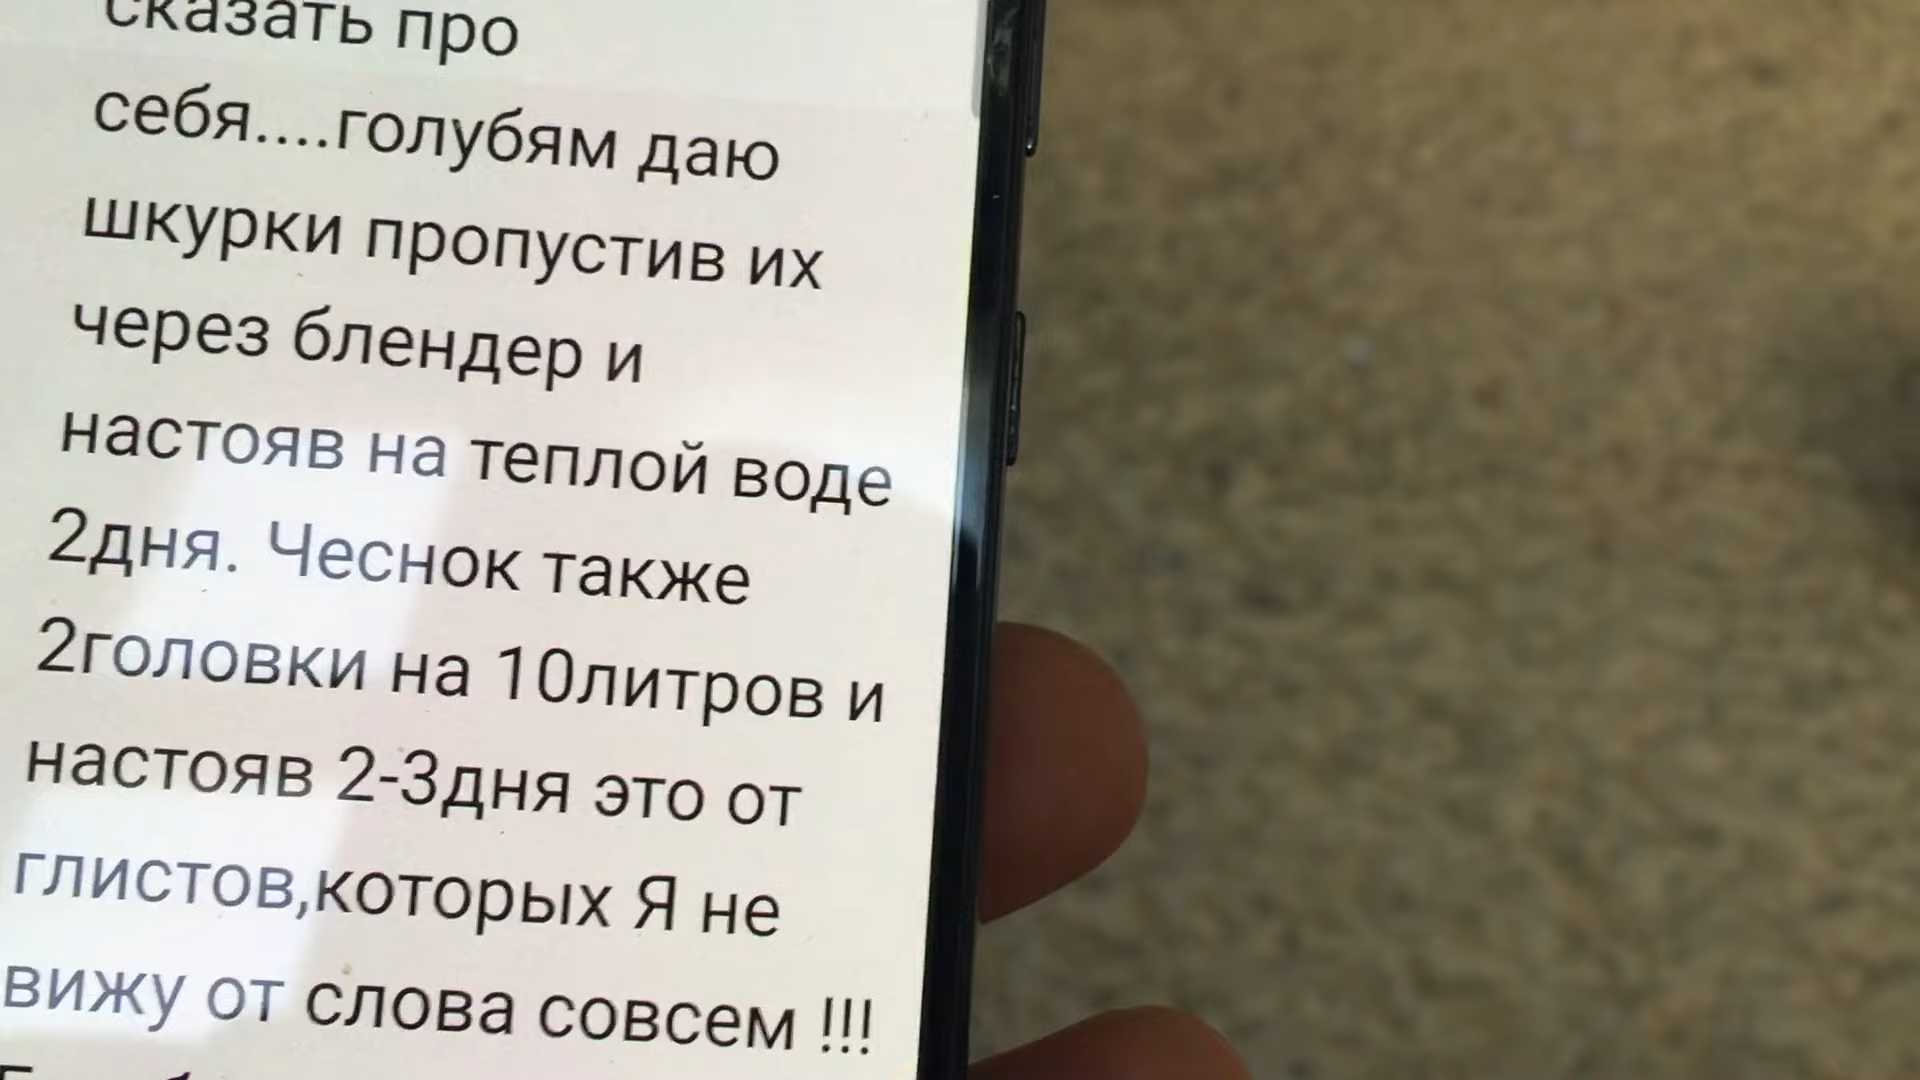 сказать про
себя....голубям даю
шкурки пропустив их
через блендер и
настояв на теплой воде
2дня. Чеснок также
2головки на 10литров и
настояв 2-3дня это от
глистов,которых Я не
вижу от слова совсем !!!